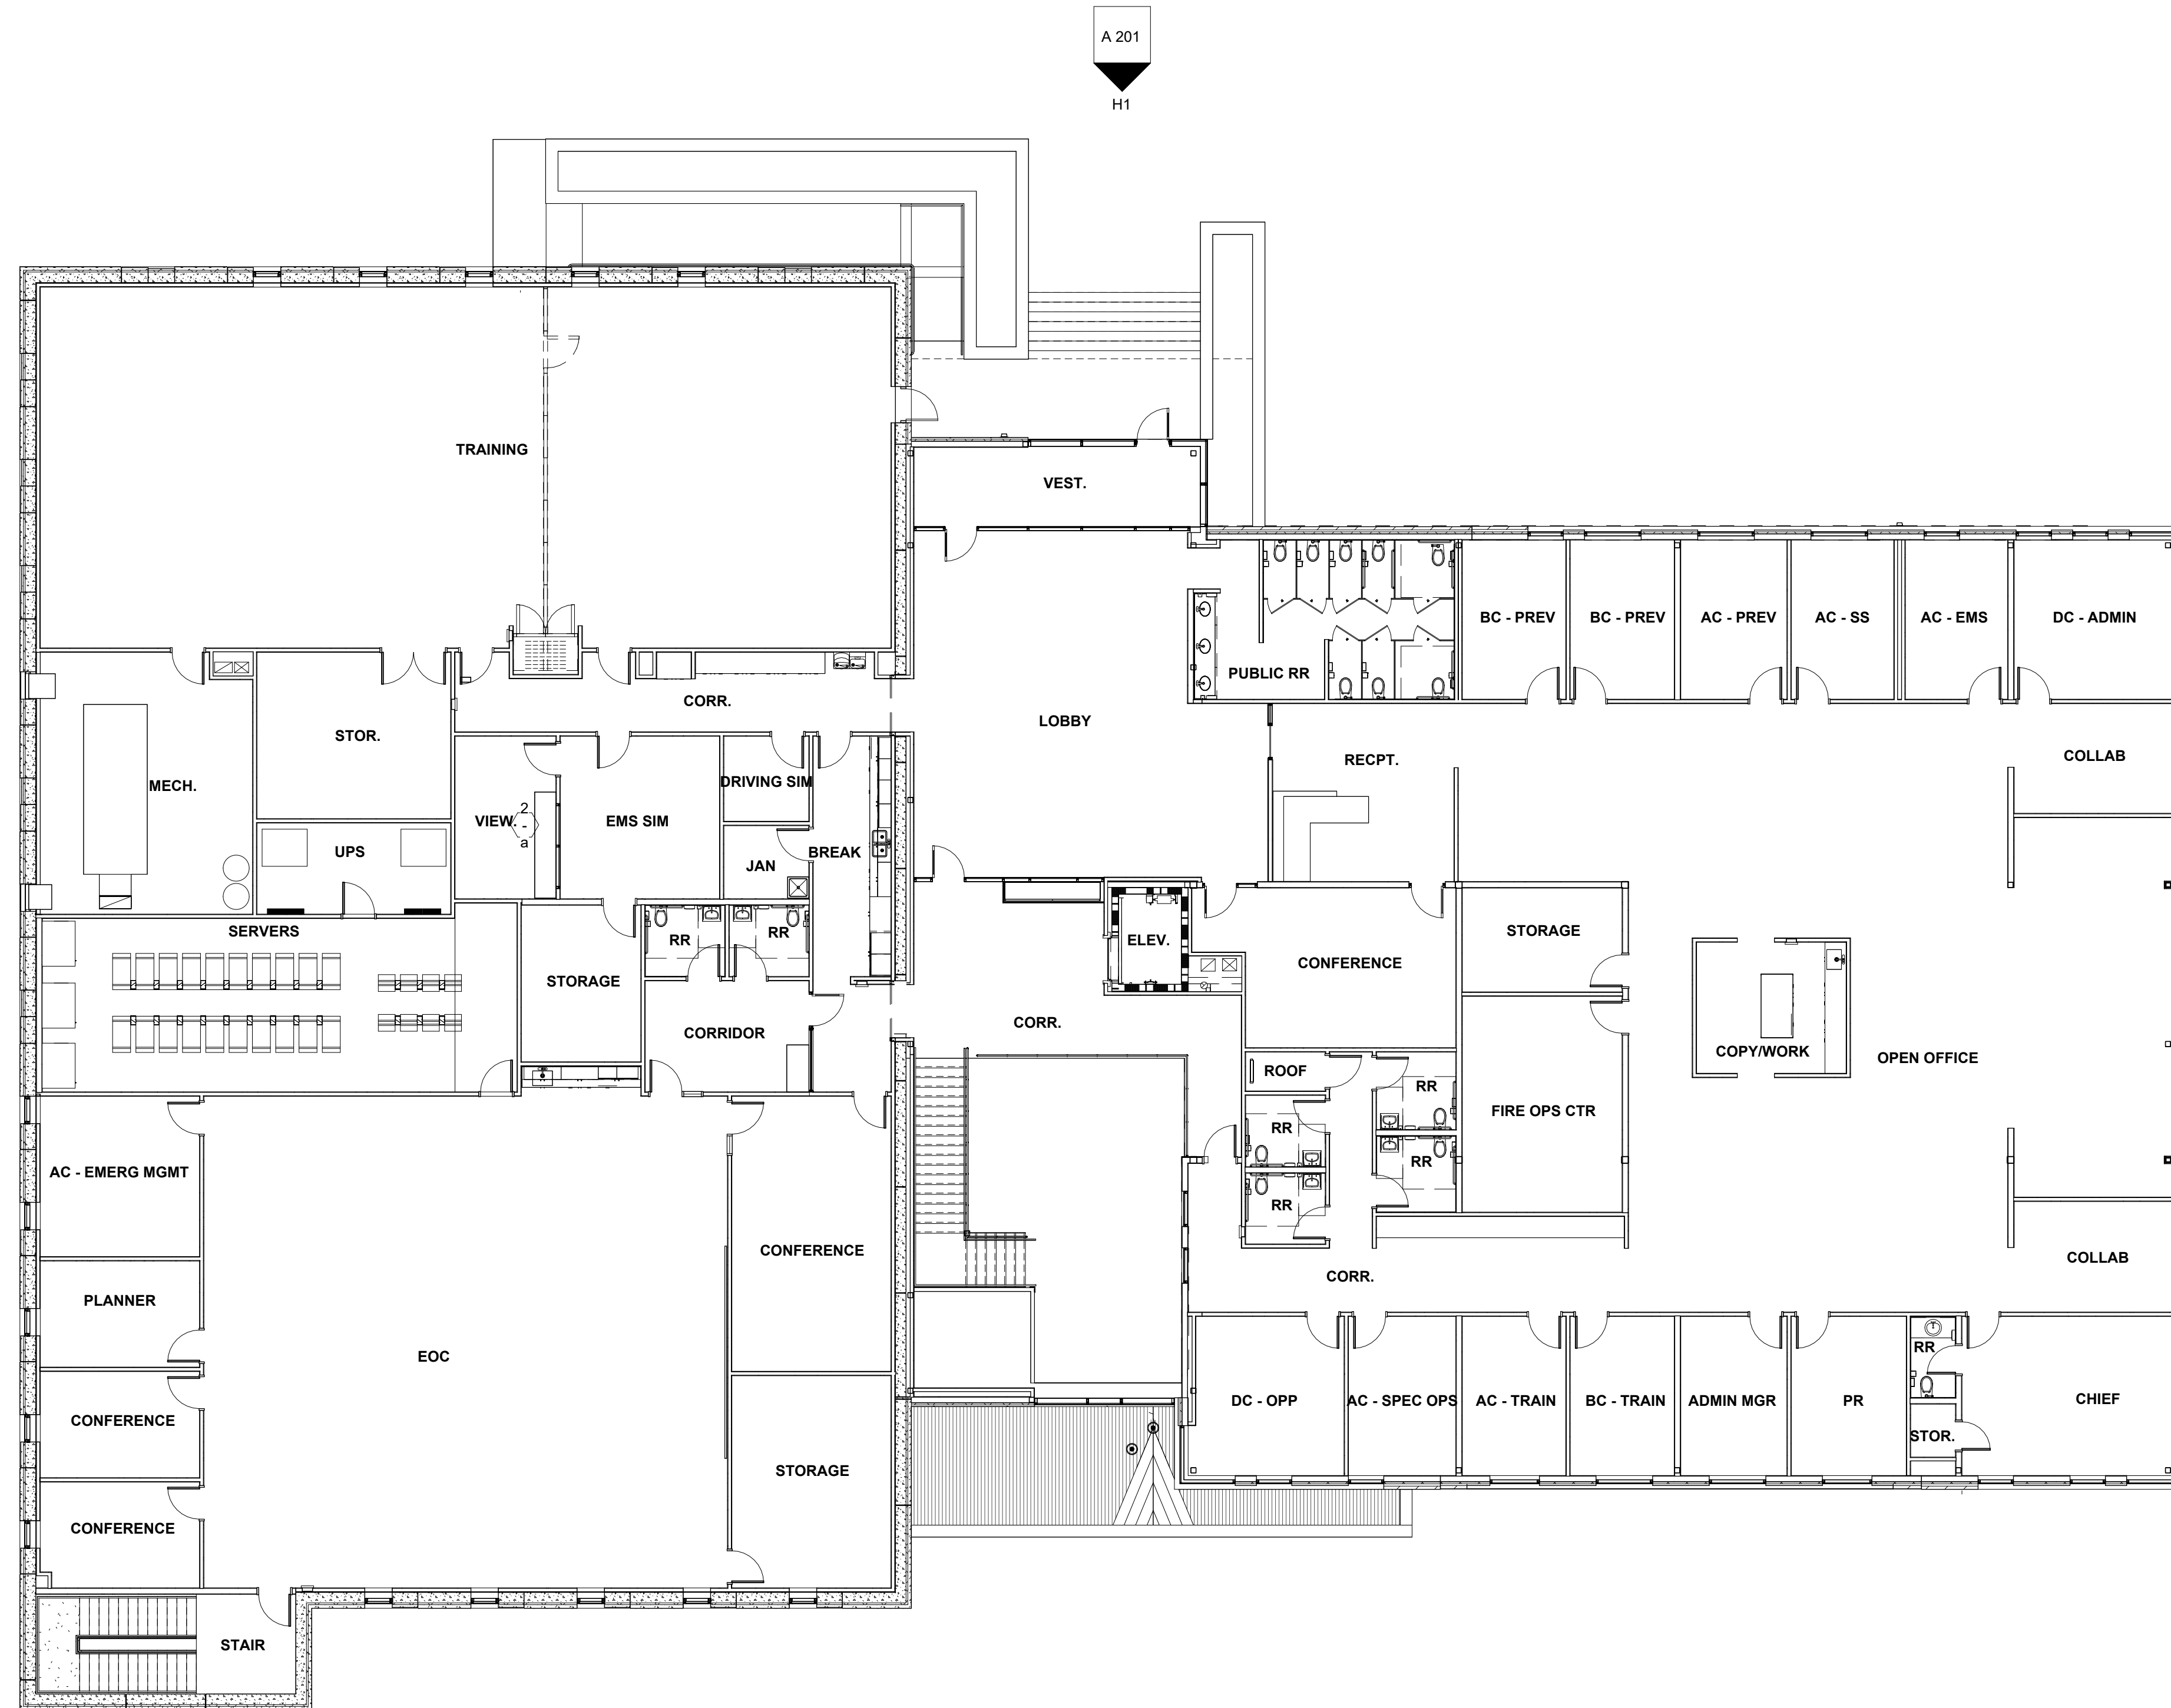 A 201
H1
TRAINING
VEST.
BC - PREV
BC - PREV
AC - PREV
AC - SS
AC - EMS
DC - ADMIN
PUBLIC RR
CORR.
LOBBY
STOR.
RECPT.
COLLAB
MECH.
DRIVING SIM
VIEW.
2
-
a
EMS SIM
UPS
JAN
BREAK
SERVERS
RR
RR
ELEV.
STORAGE
CONFERENCE
STORAGE
CORRIDOR
CORR.
COPY/WORK
OPEN OFFICE
ROOF
RR
FIRE OPS CTR
RR
RR
RR
AC - EMERG MGMT
CONFERENCE
COLLAB
CORR.
PLANNER
EOC
RR
DC - OPP
AC - SPEC OPS
AC - TRAIN
BC - TRAIN
ADMIN MGR
PR
CHIEF
CONFERENCE
STOR.
STORAGE
CONFERENCE
STAIR